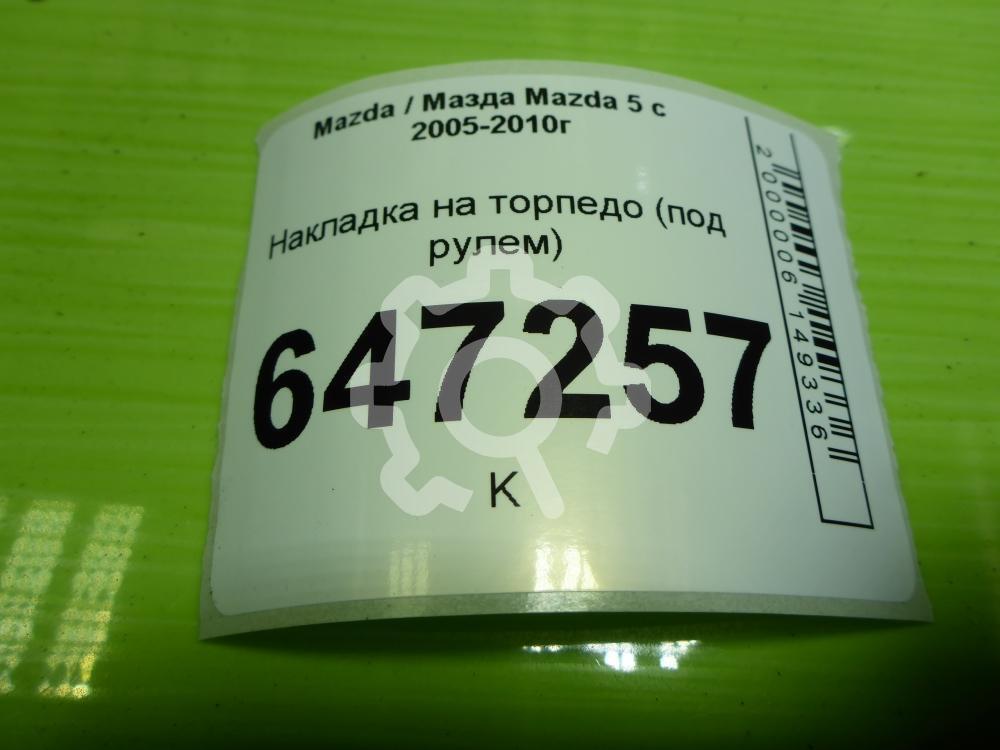 Mazda / Мазда Mazda 5 с
2005-2010г
Накладка на торпедо (под
рулем)
647257
К
2000006149336